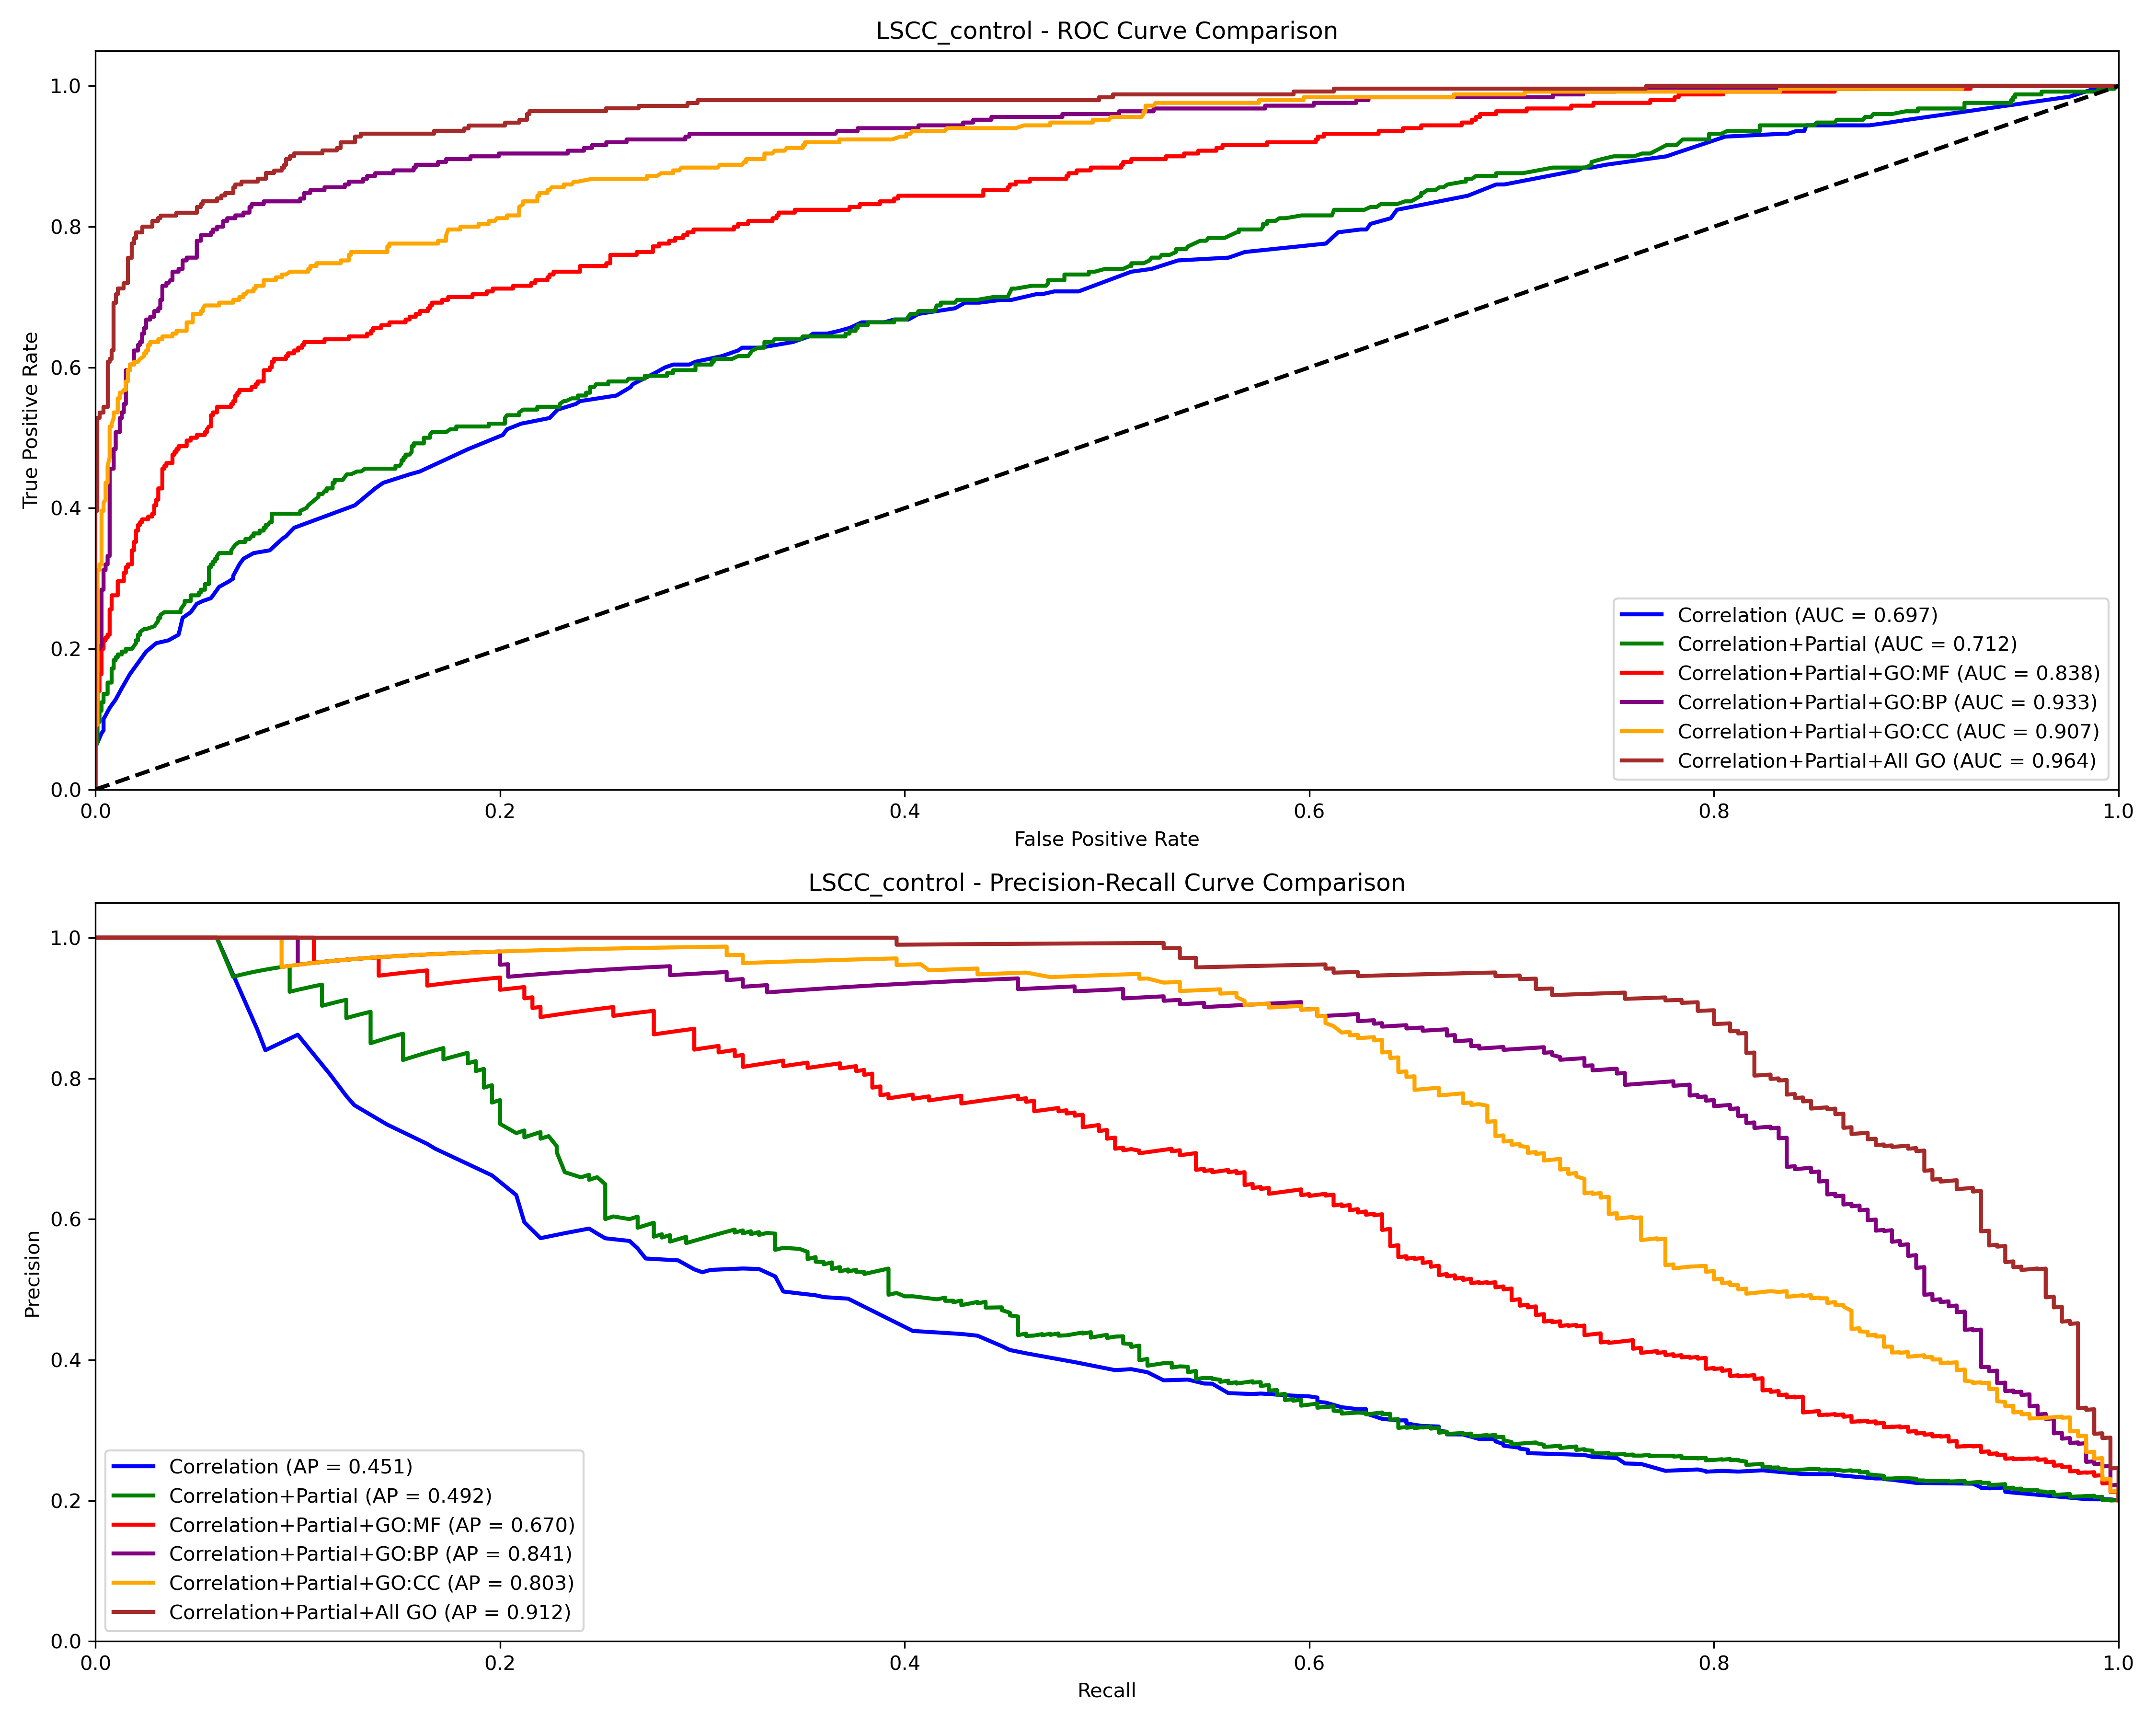 LSCC_control - ROC Curve Comparison
1.0
0.8
0.6
0.4
0.2
0.0
True Positive Rate
Correlation (AUC = 0.697)
Correlation+Partial (AUC = 0.712)
Correlation+Partial+GO:MF (AUC = 0.838)
Correlation+Partial+GO:BP (AUC = 0.933)
Correlation+Partial+GO:CC (AUC = 0.907)
Correlation+Partial+All GO (AUC = 0.964)
0.0 0.2 0.4 0.6 0.8 1.0
False Positive Rate
LSCC_control - Precision-Recall Curve Comparison
1.0
0.8
0.6
0.4
0.2
0.0
Precision
Correlation (AP = 0.451)
Correlation+Partial (AP = 0.492)
Correlation+Partial+GO:MF (AP = 0.670)
Correlation+Partial+GO:BP (AP = 0.841)
Correlation+Partial+GO:CC (AP = 0.803)
Correlation+Partial+All GO (AP = 0.912)
0.0 0.2 0.4 0.6 0.8 1.0
Recall